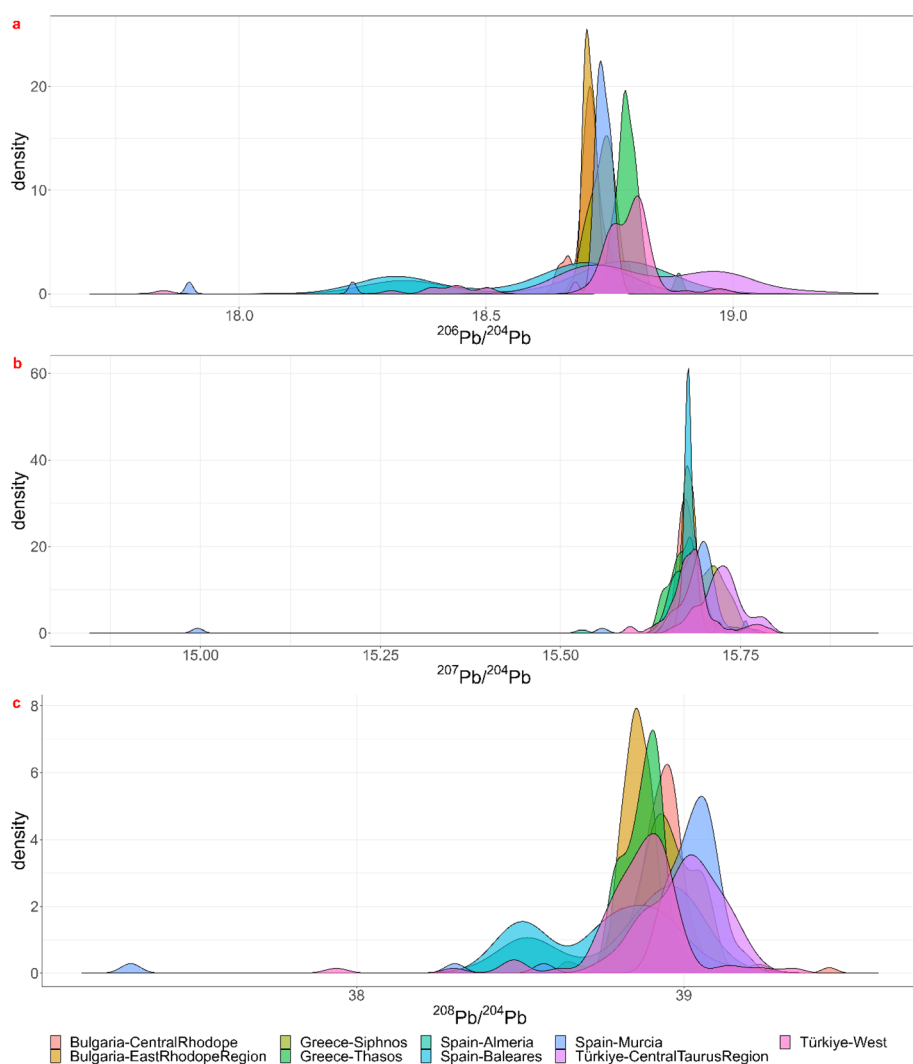 a
20
10
0
density
18.0 18.5 19.0
²⁰⁶Pb/²⁰⁴Pb
b
60
40
20
0
density
15.00 15.25 15.50 15.75
²⁰⁷Pb/²⁰⁴Pb
c
8
6
4
2
0
density
38 39
²⁰⁸Pb/²⁰⁴Pb
Bulgaria-CentralRhodope Greece-Siphnos Spain-Almeria Spain-Murcia Türkiye-West
Bulgaria-EastRhodopeRegion Greece-Thasos Spain-Baleares Türkiye-CentralTaurusRegion